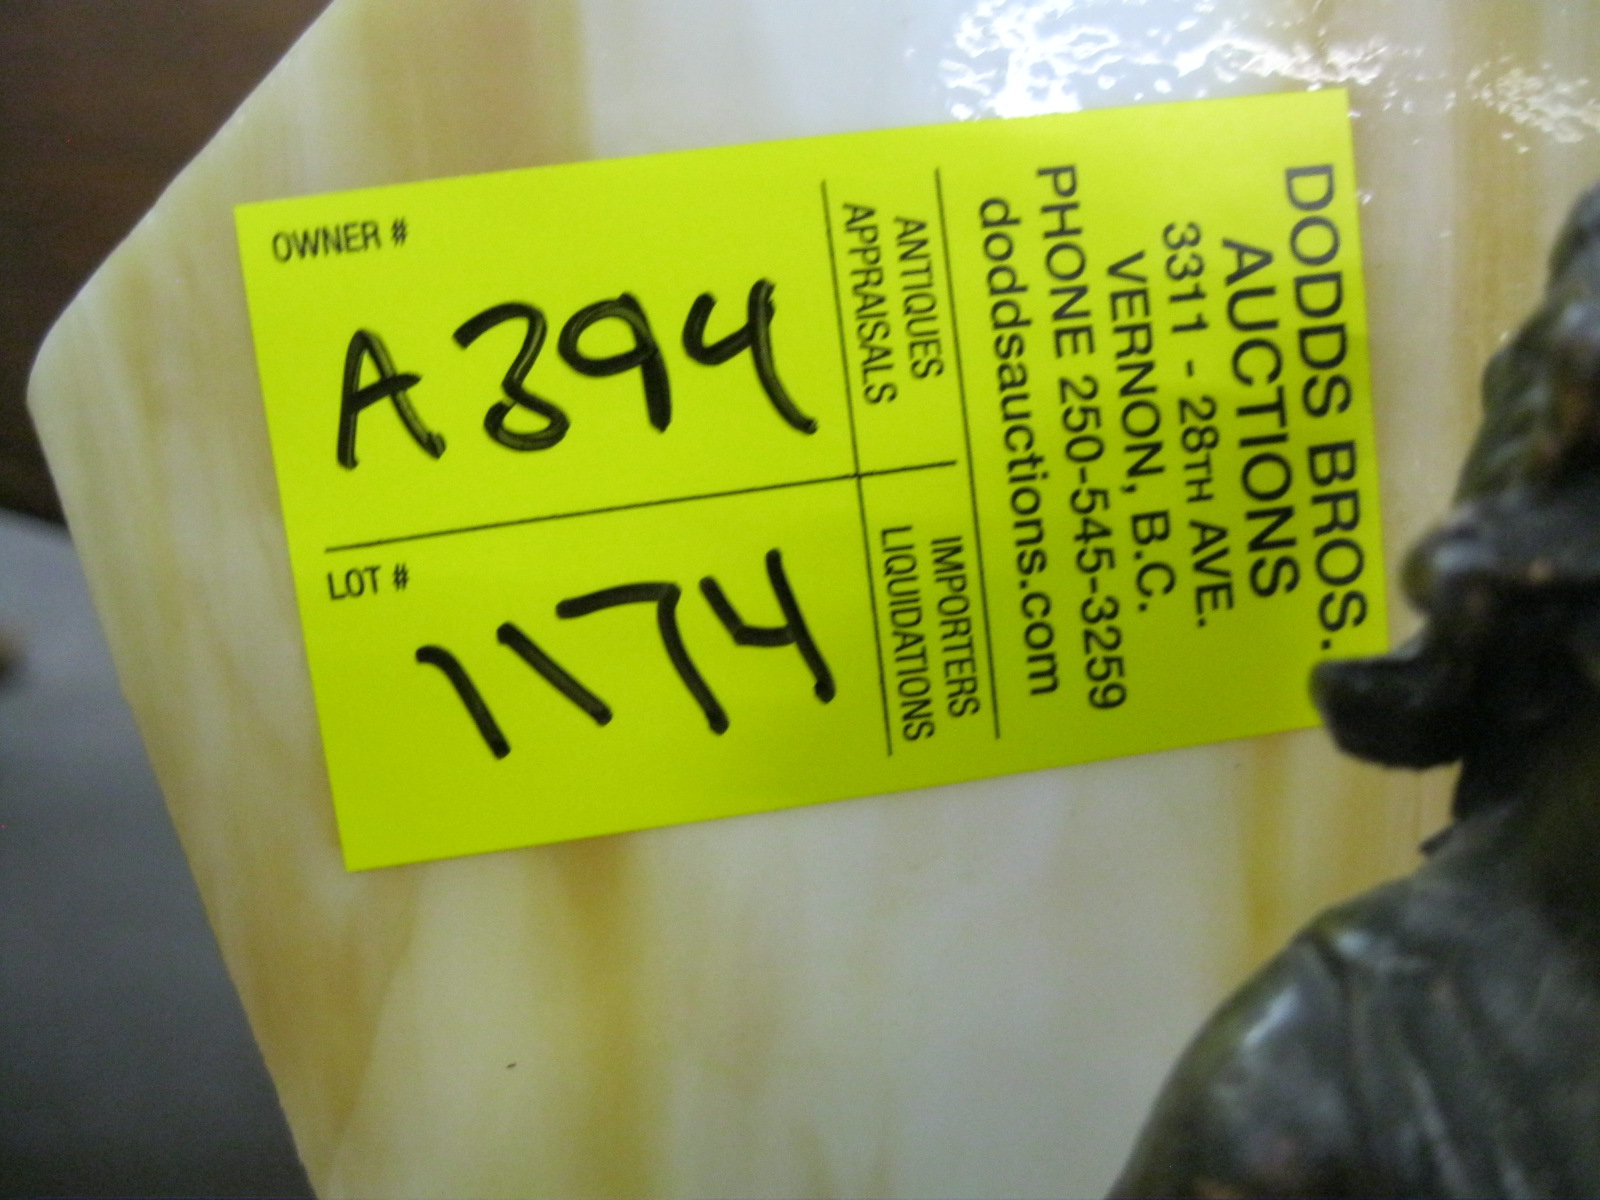 DODDS BROS.
AUCTIONS
3311 - 28TH AVE.
VERNON, B.C.
PHONE 250-545-3259
doddsauctions.com
ANTIQUES
APPRAISALS
IMPORTERS
LIQUIDATIONS
OWNER #
A394
LOT #
1174